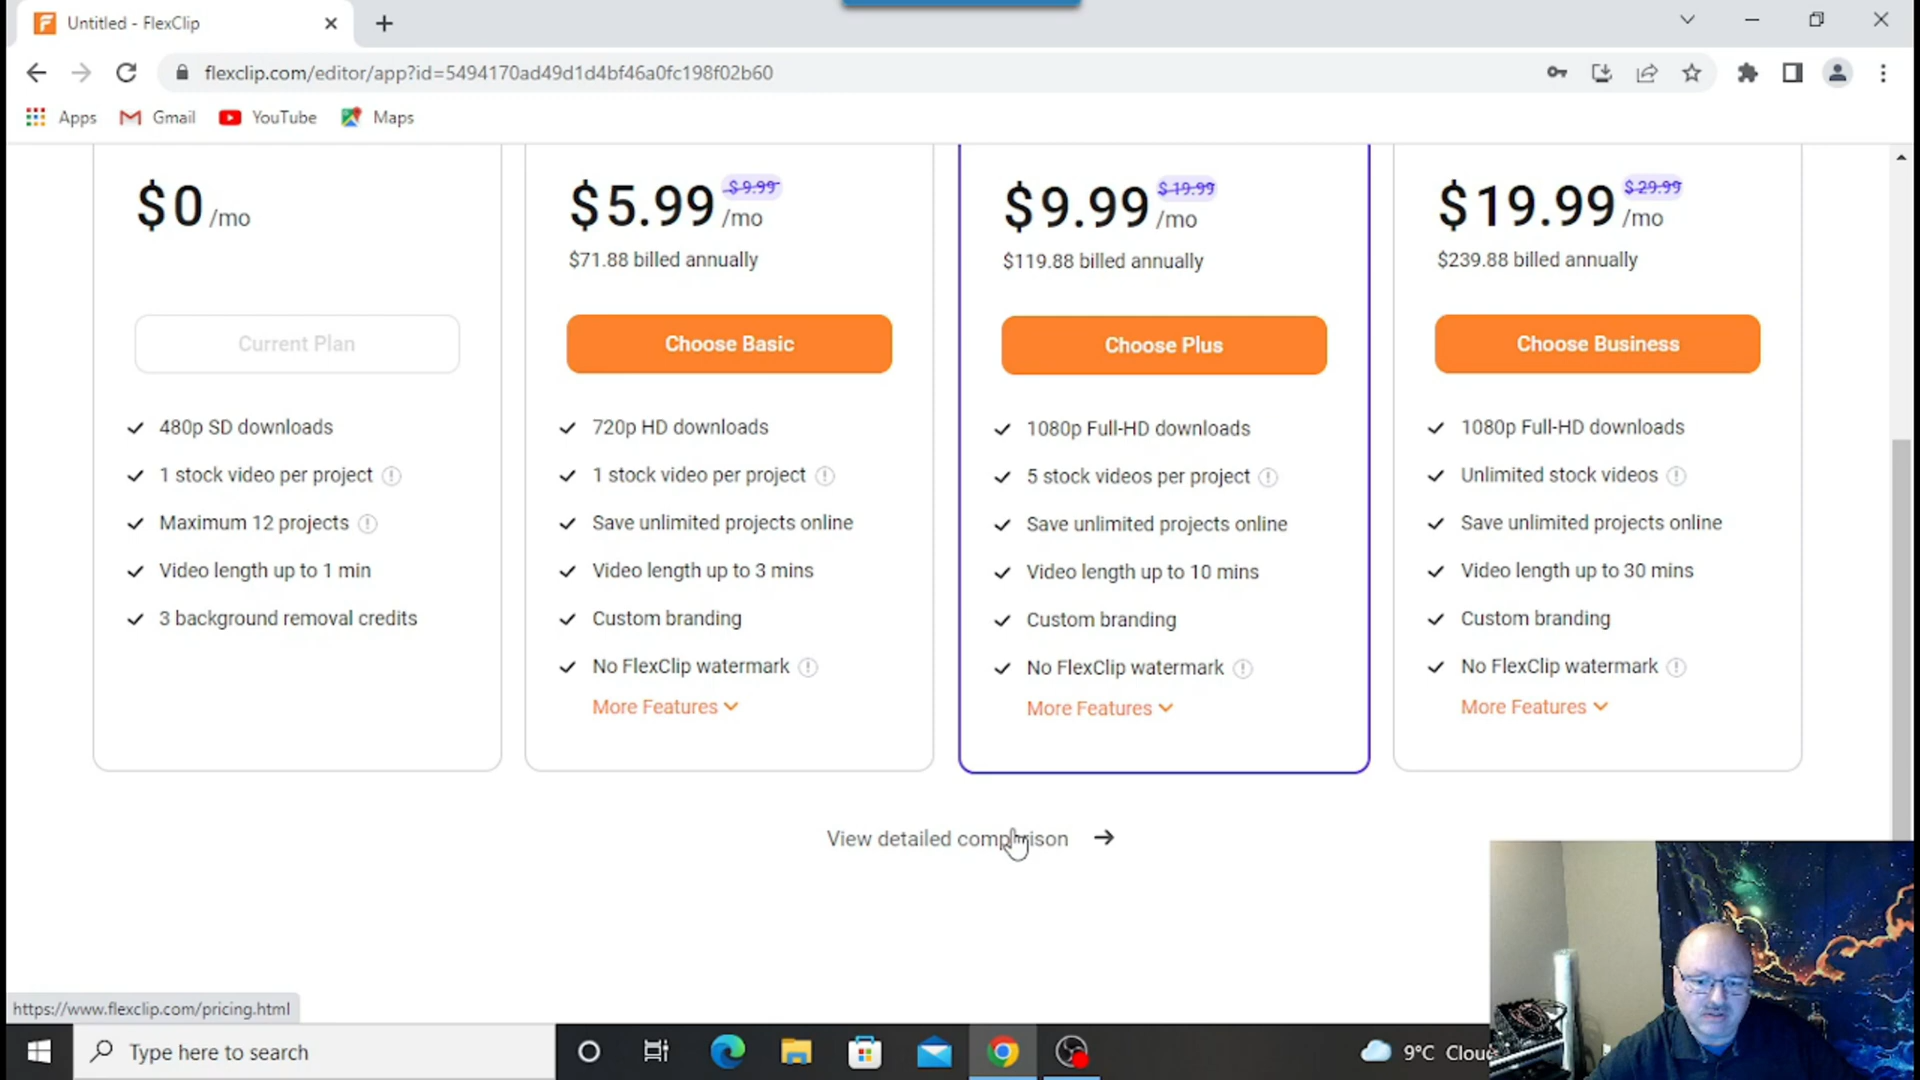 Untitled - FlexClip
flexclip.com/editor/app?id=5494170ad49d1d4bf46a0fc198f02b60
Apps
Gmail
YouTube
Maps
$0 /mo
Current Plan
480p SD downloads
1 stock video per project
Maximum 12 projects
Video length up to 1 min
3 background removal credits
$5.99 /mo $9.99
$71.88 billed annually
Choose Basic
720p HD downloads
1 stock video per project
Save unlimited projects online
Video length up to 3 mins
Custom branding
No FlexClip watermark
More Features
$9.99 /mo $19.99
$119.88 billed annually
Choose Plus
1080p Full-HD downloads
5 stock videos per project
Save unlimited projects online
Video length up to 10 mins
Custom branding
No FlexClip watermark
More Features
$19.99 /mo $29.99
$239.88 billed annually
Choose Business
1080p Full-HD downloads
Unlimited stock videos
Save unlimited projects online
Video length up to 30 mins
Custom branding
No FlexClip watermark
More Features
View detailed comparison
https://www.flexclip.com/pricing.html
Type here to search
9°C Clou